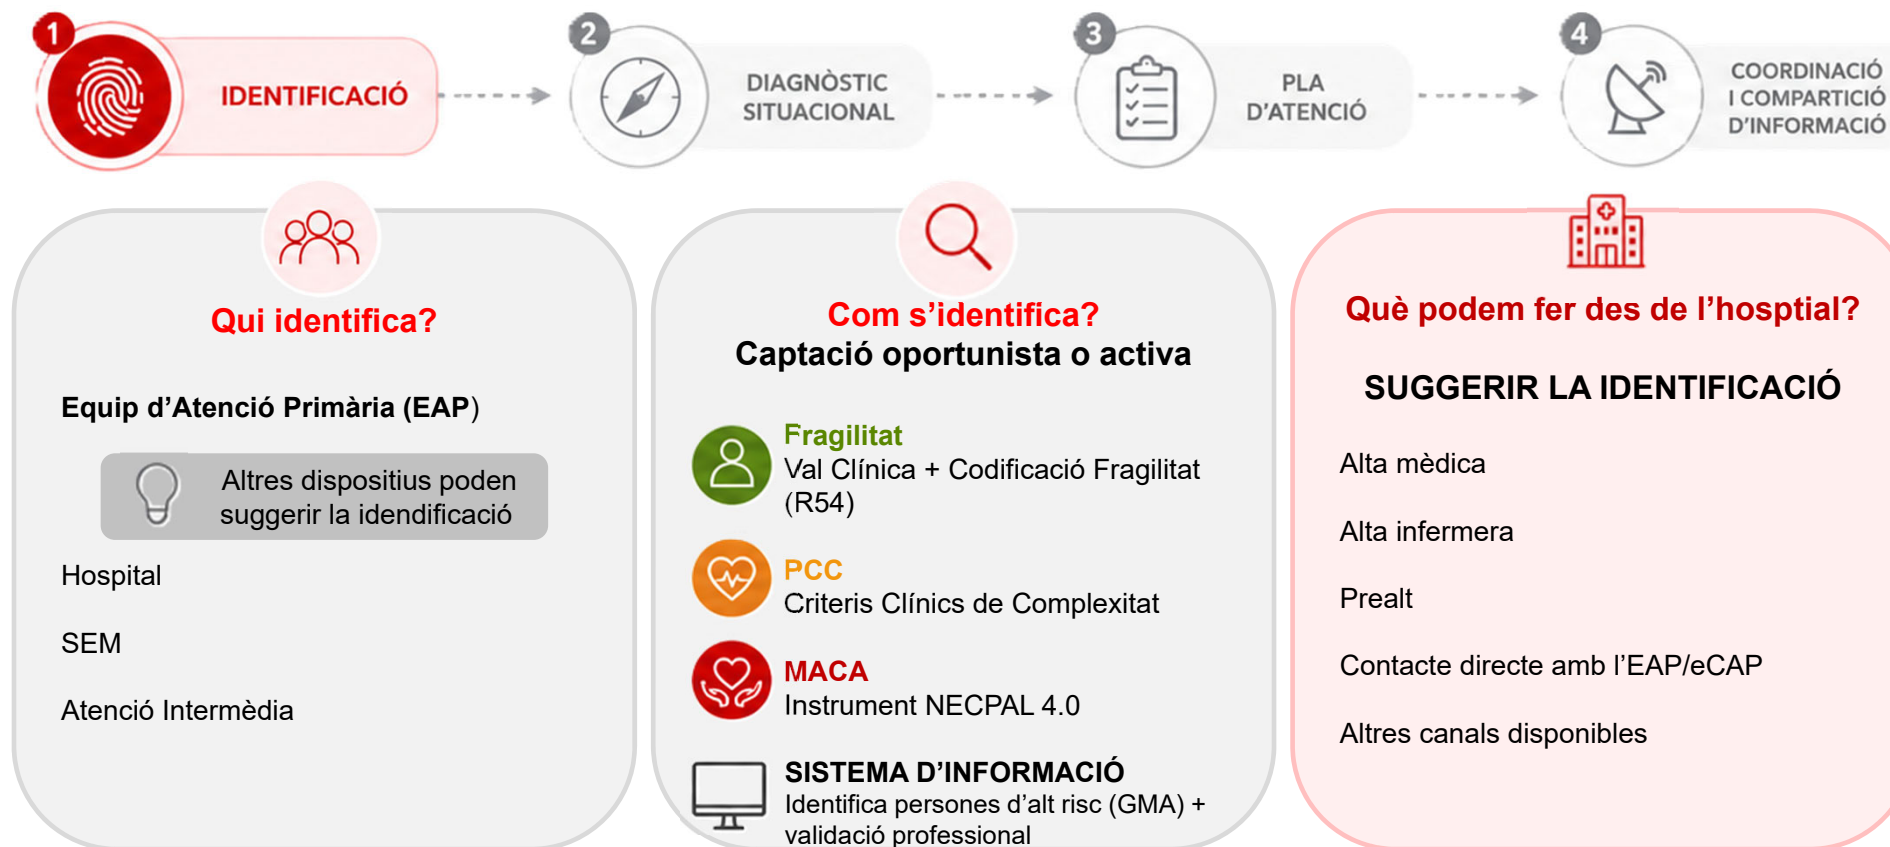 1
IDENTIFICACIÓ
2
DIAGNÒSTIC
SITUACIONAL
3
PLA
D'ATENCIÓ
4
COORDINACIÓ
I COMPARTICIÓ
D'INFORMACIÓ
Qui identifica?
Equip d'Atenció Primària (EAP)
Altres dispositius poden
suggerir la idendificació
Hospital
SEM
Atenció Intermèdia
Com s'identifica?
Captació oportunista o activa
Fragilitat
Val Clínica + Codificació Fragilitat
(R54)
PCC
Criteris Clínics de Complexitat
MACA
Instrument NECPAL 4.0
SISTEMA D'INFORMACIÓ
Identifica persones d'alt risc (GMA) +
validació professional
Què podem fer des de l'hosptial?
SUGGERIR LA IDENTIFICACIÓ
Alta mèdica
Alta infermera
Prealt
Contacte directe amb l'EAP/eCAP
Altres canals disponibles